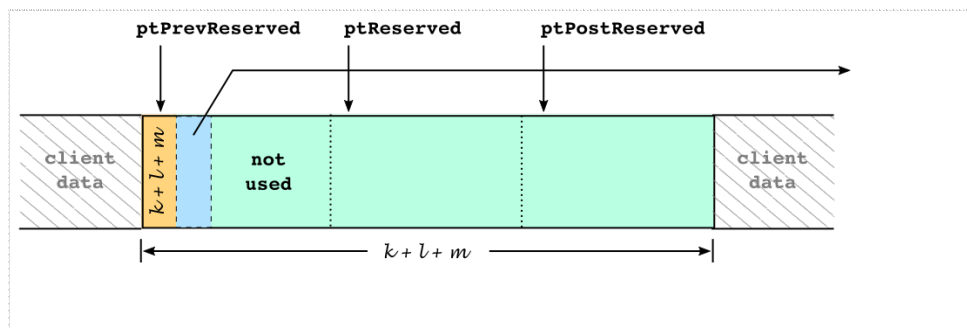 ptPrevReserved ptReserved ptPostReserved
client data
k + l + m
not used
client data
k + l + m